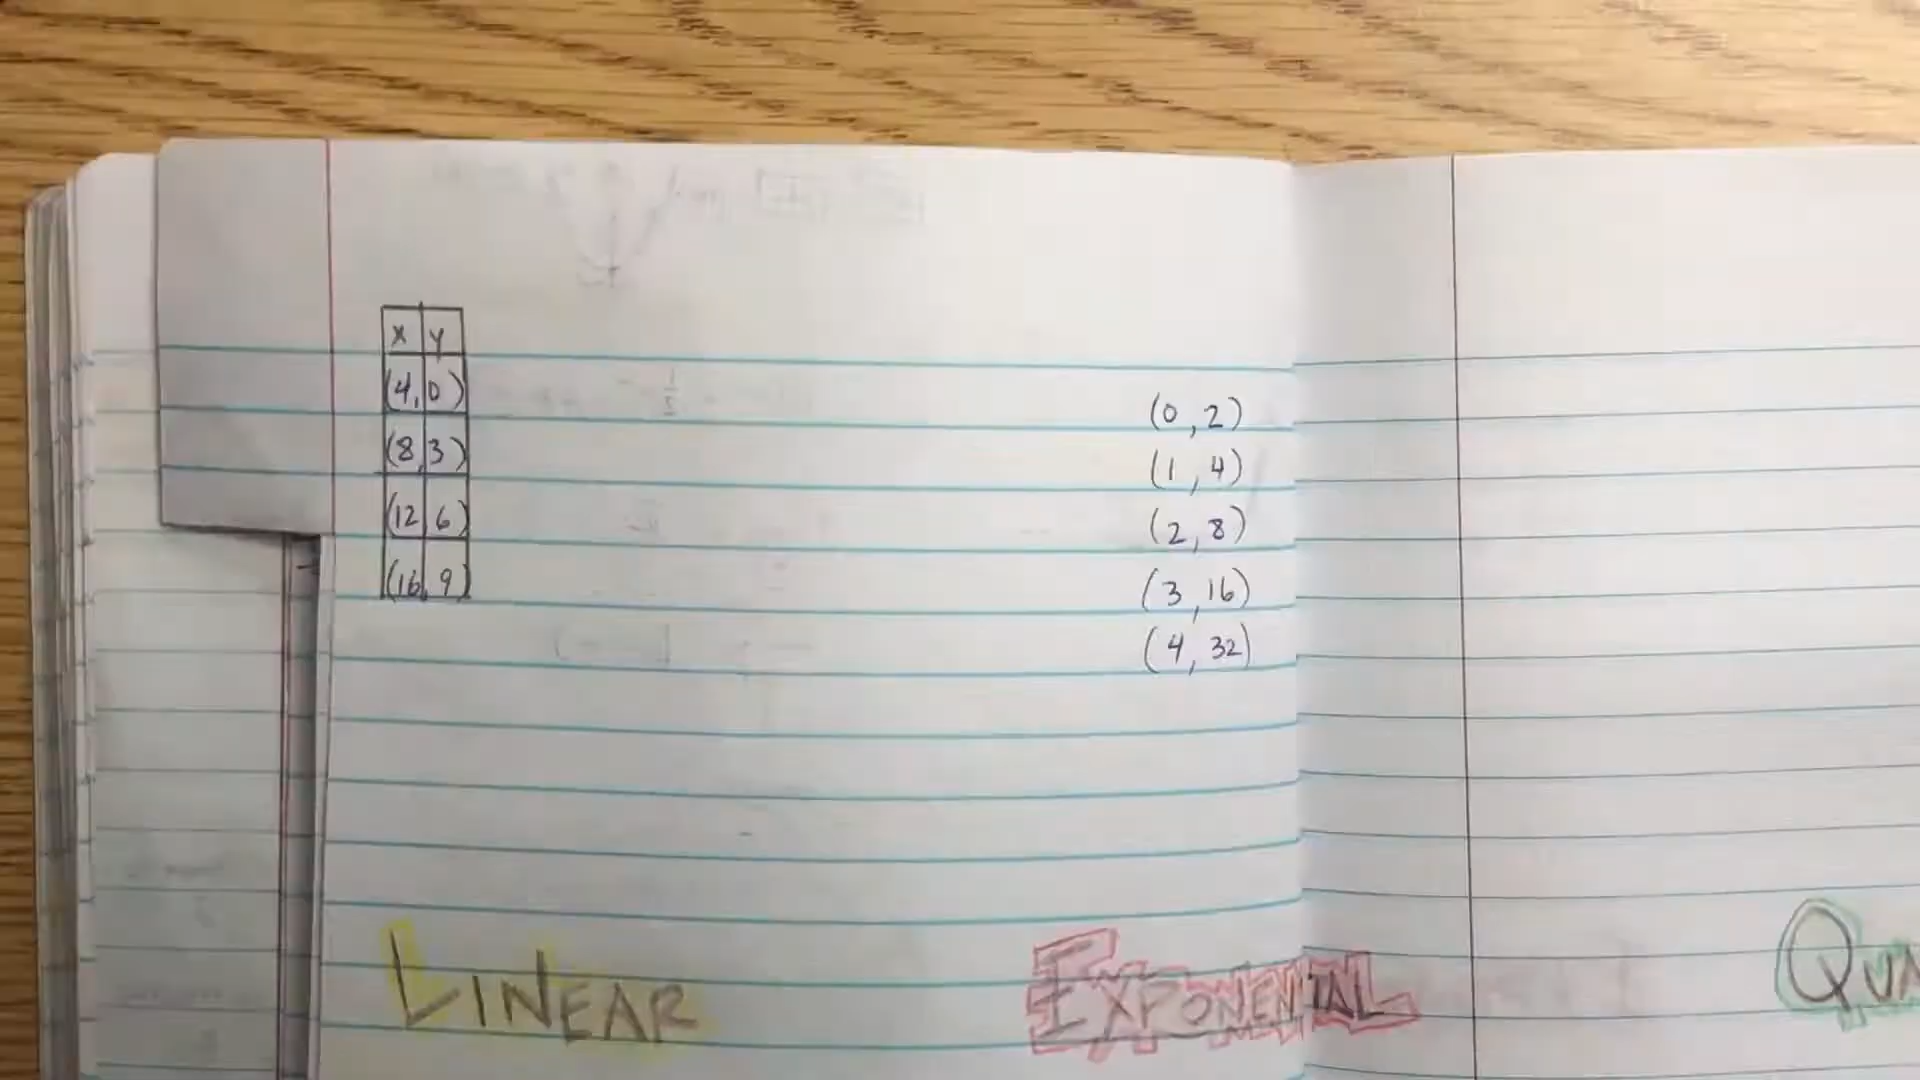 x y
(4, 0)
(8, 3)
(12, 6)
(16, 9)
(0, 2)
(1, 4)
(2, 8)
(3, 16)
(4, 32)
LINEAR
EXPONENTIAL
QUA